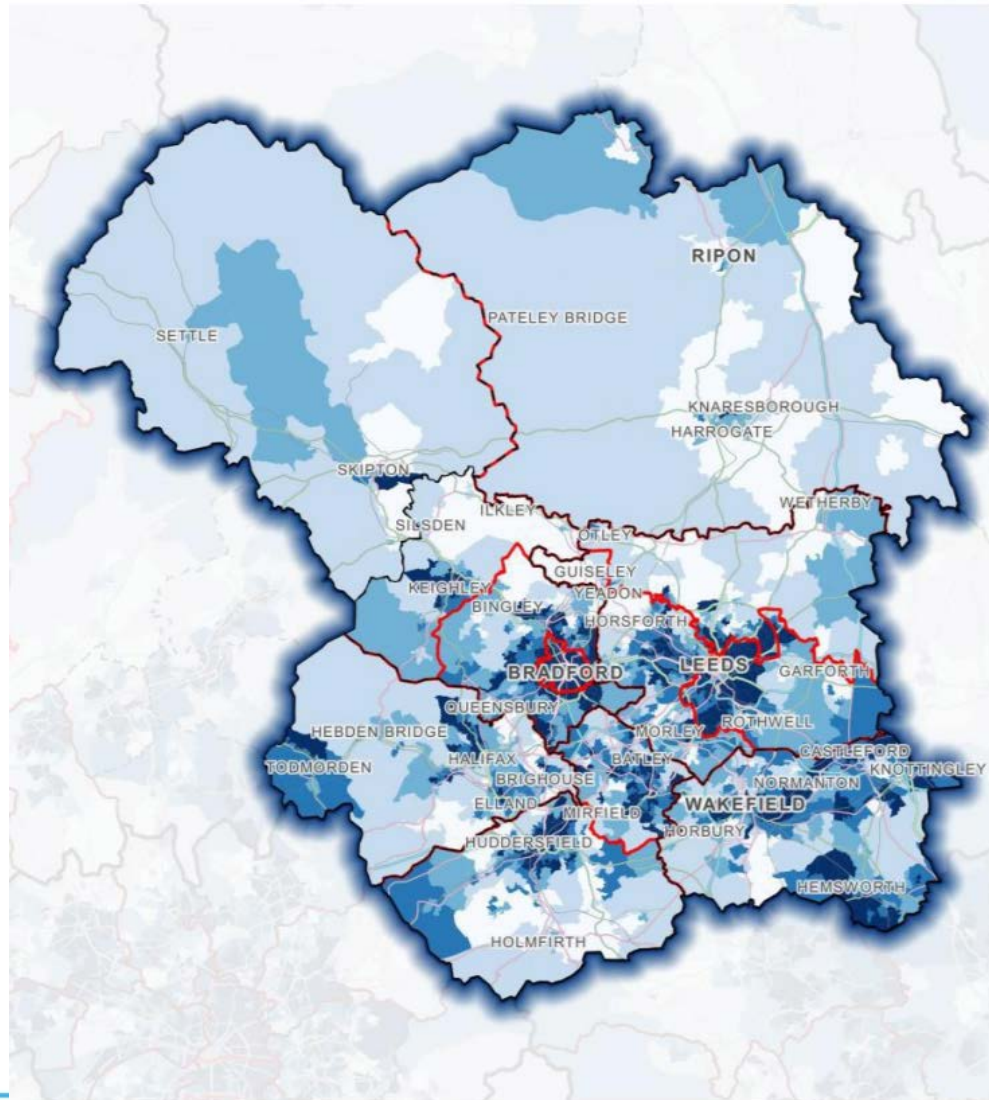 RIPON
PATELEY BRIDGE
SETTLE
KNARESBOROUGH
HARROGATE
SKIPTON
WETHERBY
ILKLEY
SILSDEN
OTLEY
GUISELEY
KEIGHLEY
YEADON
BINGLEY
HORSFORTH
BRADFORD
LEEDS
GARFORTH
QUEENSBURY
ROTHWELL
HEBDEN BRIDGE
MORLEY
CASTLEFORD
HALIFAX
BATLEY
TODMORDEN
KNOTTINGLEY
BRIGHOUSE
NORMANTON
ELLAND
WAKEFIELD
MIRFIELD
HORBURY
HUDDERSFIELD
HEMSWORTH
HOLMFIRTH